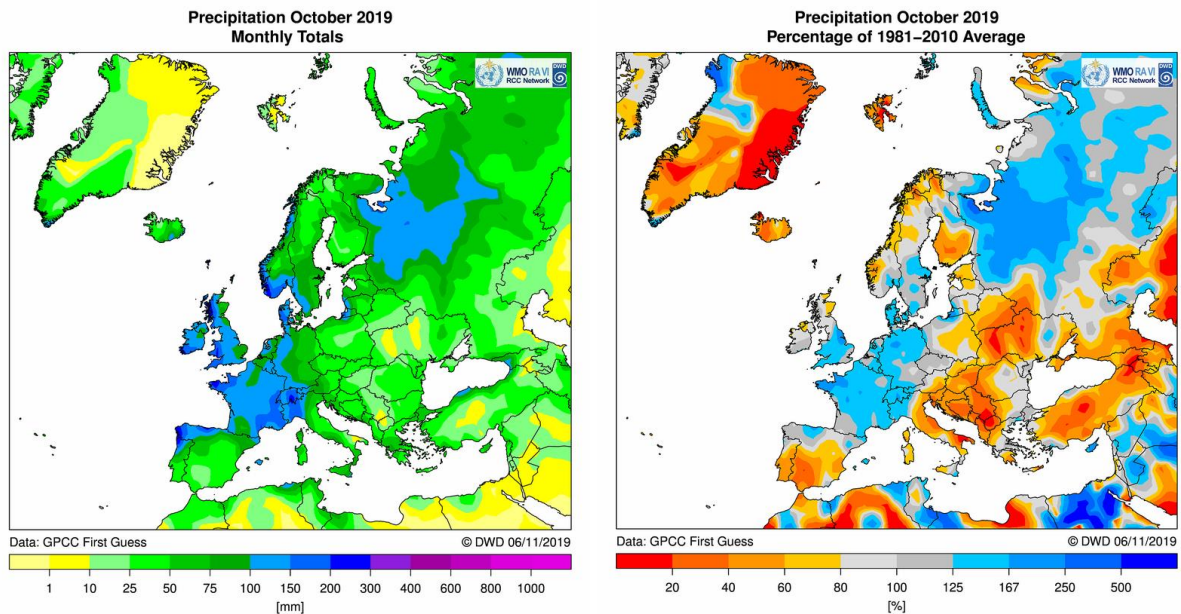 Precipitation October 2019
Monthly Totals
WMO RA VI
RCC Network
DWD
Data: GPCC First Guess
© DWD 06/11/2019
1 10 25 50 75 100 150 200 300 400 600 800 1000
[mm]
Precipitation October 2019
Percentage of 1981–2010 Average
WMO RA VI
RCC Network
DWD
Data: GPCC First Guess
© DWD 06/11/2019
20 40 60 80 100 125 167 250 500
[%]